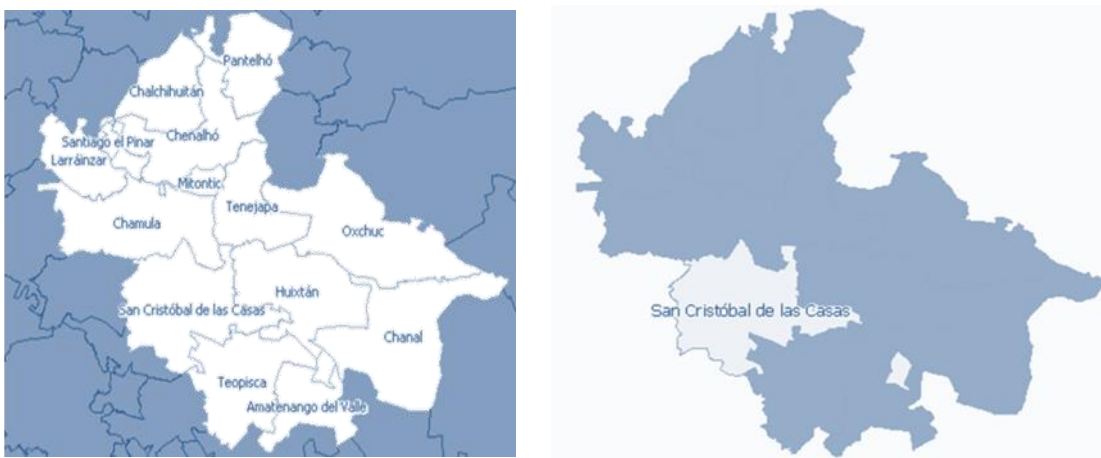 Pantelhó
Chalchihuitán
Chenalhó
Santiago el Pinar
Larráinzar
Mitontic
Tenejapa
Chamula
Oxchuc
Huixtán
San Cristóbal de las Casas
Chanal
Teopisca
Amatenango del Valle
San Cristóbal de las Casas